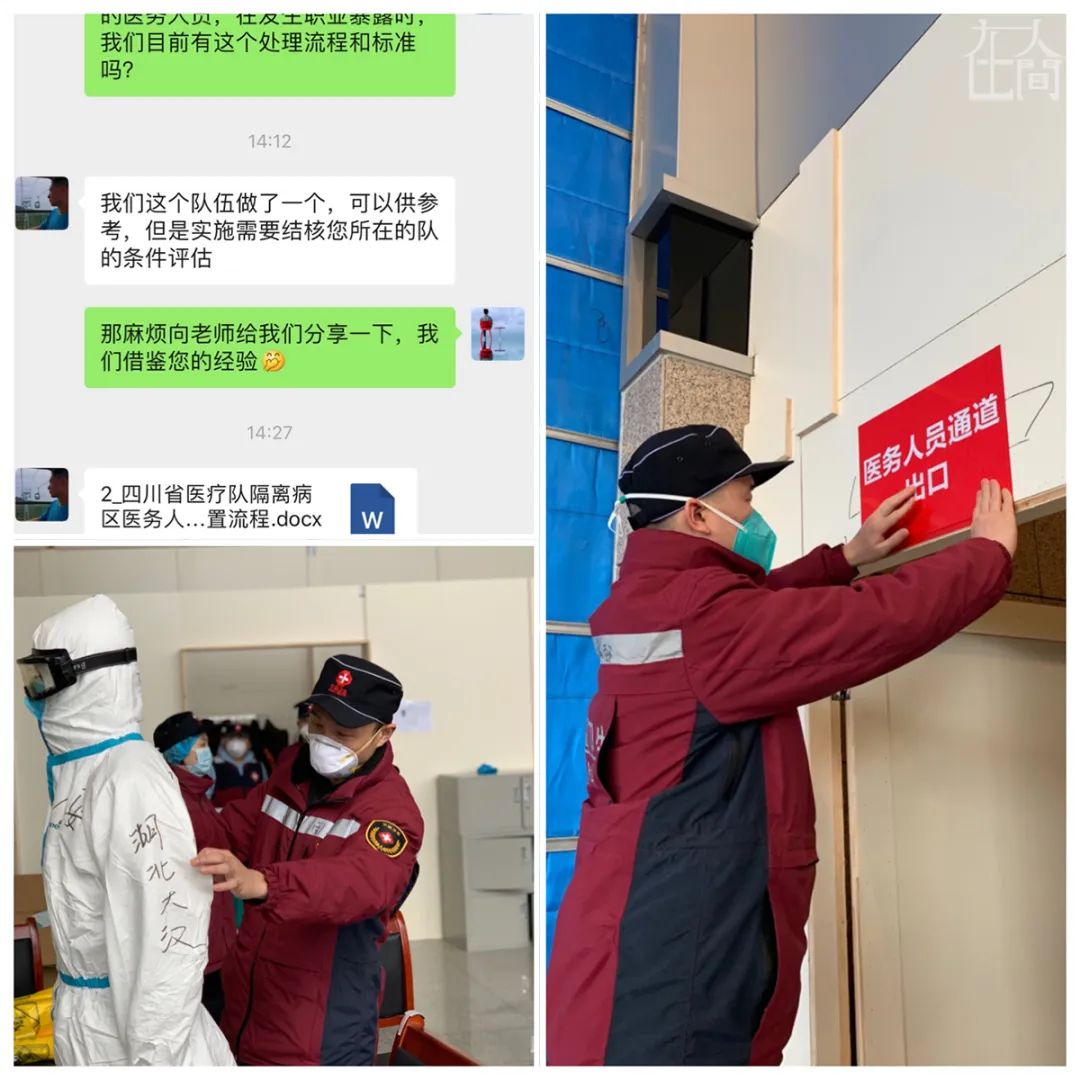 的医务人员，在发生职业暴露时，
我们目前有这个处理流程和标准
吗？
14:12
我们这个队伍做了一个，可以供参
考，但是实施需要结核您所在的队
的条件评估
那麻烦向老师给我们分享一下，我
们借鉴您的经验🤭
14:27
2_四川省医疗队隔离病
区医务人...置流程.docx
W
湖
北
大
汉
在人間
医务人员通道
出口